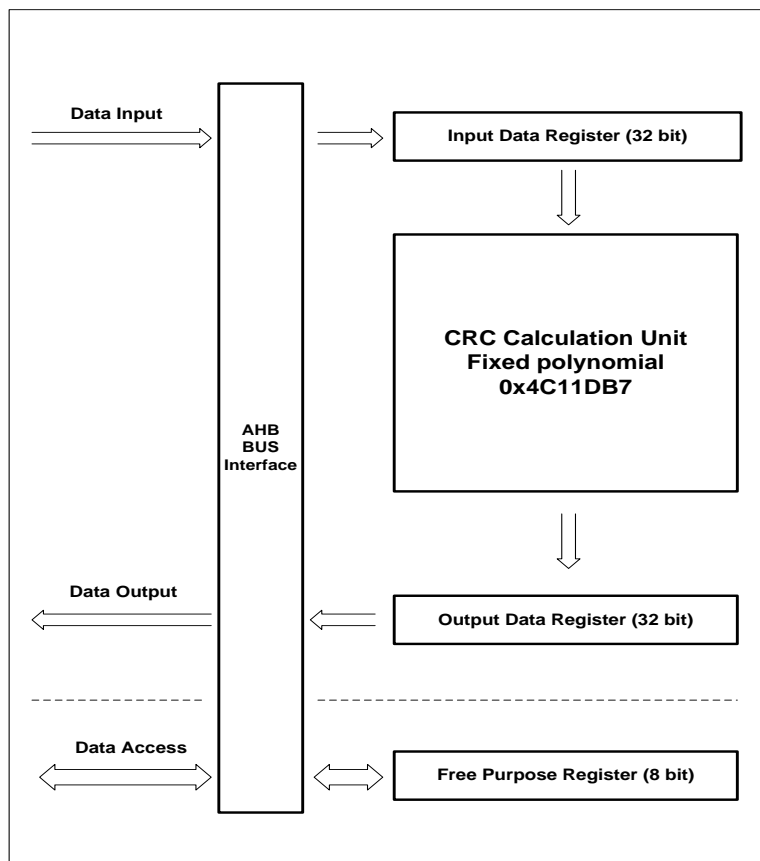 Data Input
Input Data Register (32 bit)
CRC Calculation Unit
Fixed polynomial
0x4C11DB7
AHB
BUS
Interface
Data Output
Output Data Register (32 bit)
Data Access
Free Purpose Register (8 bit)